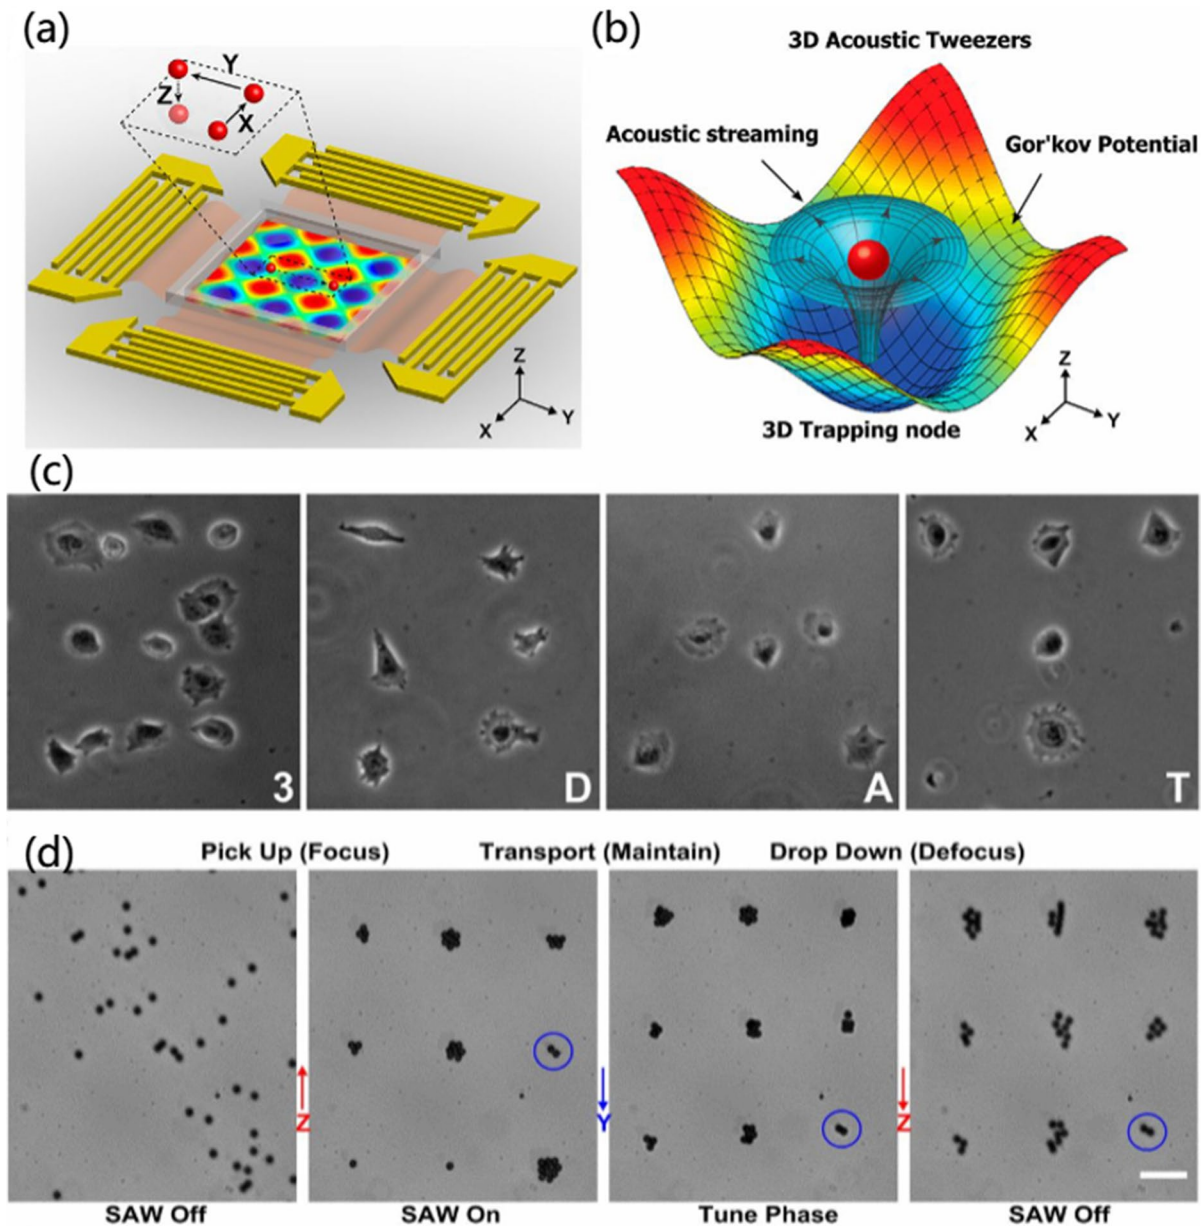 (a)
Y
Z
X
Z
X
Y
(b)
3D Acoustic Tweezers
Acoustic streaming
Gor'kov Potential
3D Trapping node
Z
X
Y
(c)
3
D
A
T
(d)
Pick Up (Focus)
Transport (Maintain)
Drop Down (Defocus)
Z
Y
Z
SAW Off
SAW On
Tune Phase
SAW Off